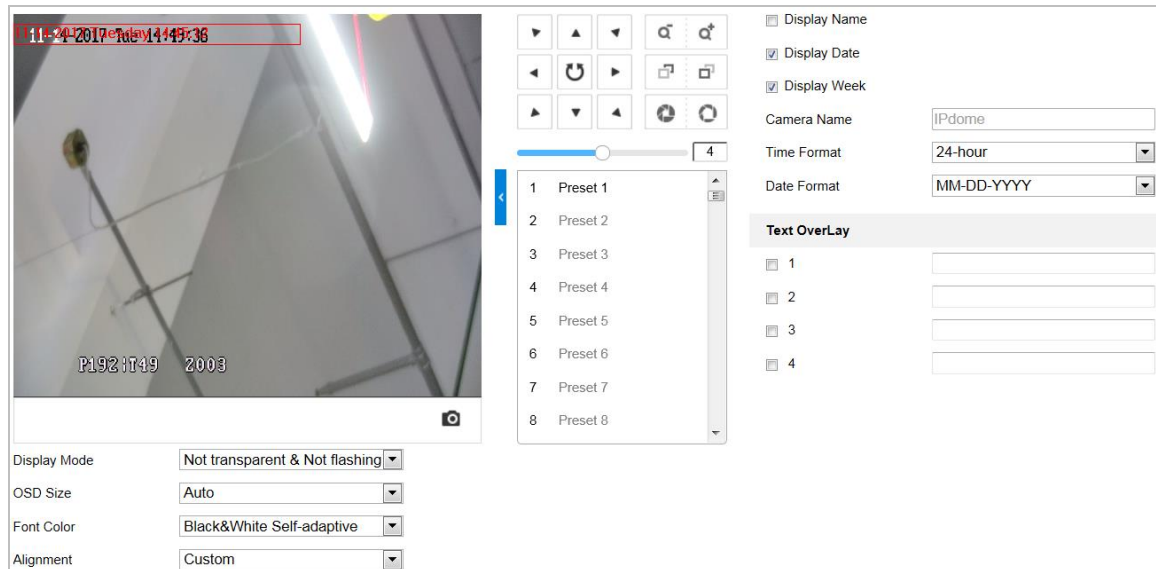 2017 Tue
P192:T49 Z003
4
1 Preset 1
2 Preset 2
3 Preset 3
4 Preset 4
5 Preset 5
6 Preset 6
7 Preset 7
8 Preset 8
Display Mode Not transparent & Not flashing
OSD Size Auto
Font Color Black&White Self-adaptive
Alignment Custom
Display Name
Display Date
Display Week
Camera Name IPdome
Time Format 24-hour
Date Format MM-DD-YYYY
Text OverLay
1
2
3
4